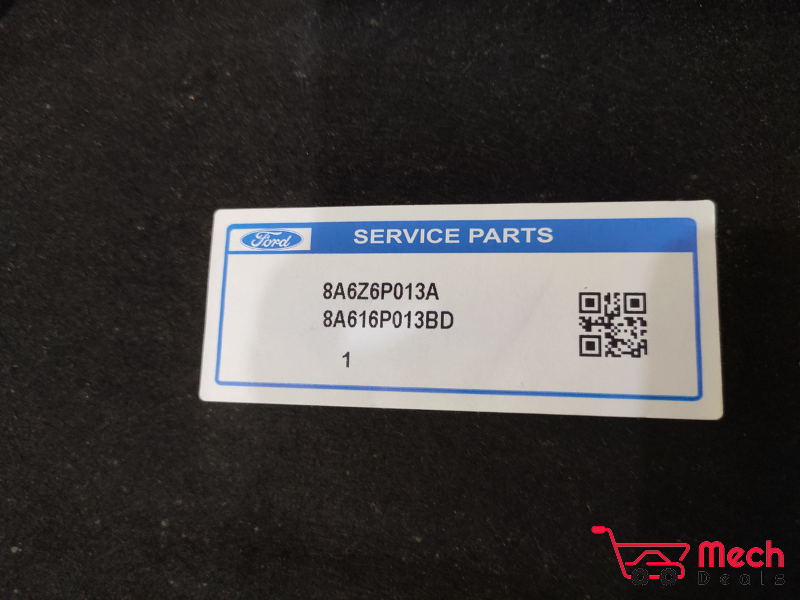 Ford SERVICE PARTS
8A6Z6P013A
8A616P013BD
1
Mech
Deals